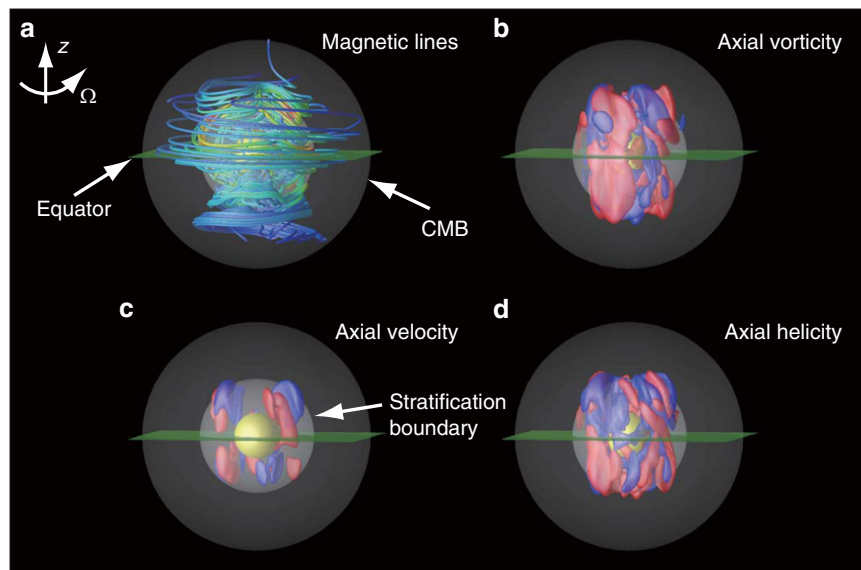 a
z
Ω
Magnetic lines
Equator
CMB
b
Axial vorticity
c
Axial velocity
Stratification
boundary
d
Axial helicity